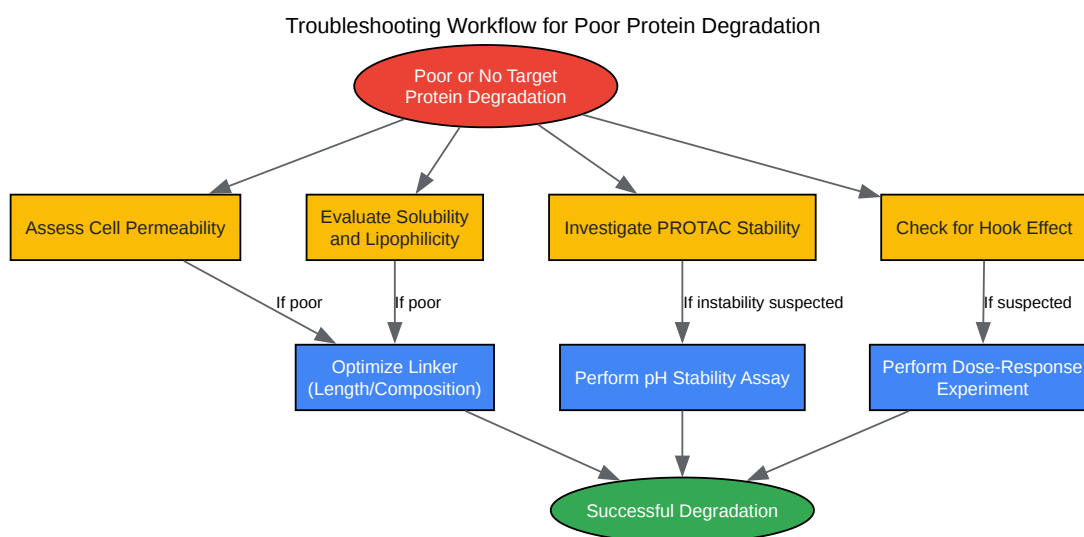 Troubleshooting Workflow for Poor Protein Degradation
Poor or No Target
Protein Degradation
Assess Cell Permeability
Evaluate Solubility
and Lipophilicity
Investigate PROTAC Stability
Check for Hook Effect
If poor
If poor
If instability suspected
If suspected
Optimize Linker
(Length/Composition)
Perform pH Stability Assay
Perform Dose-Response
Experiment
Successful Degradation